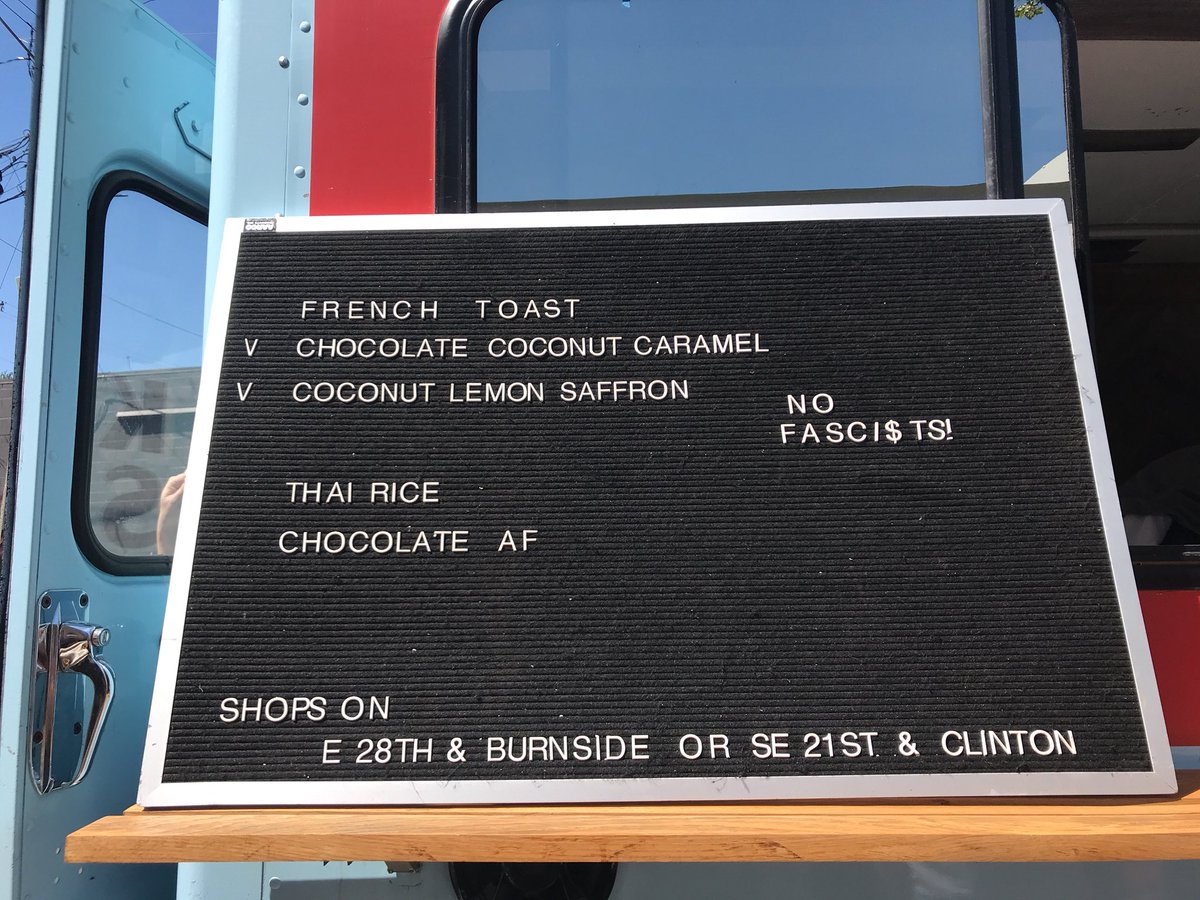 FRENCH TOAST
V CHOCOLATE COCONUT CARAMEL
V COCONUT LEMON SAFFRON
NO
FASCI$TS!
THAI RICE
CHOCOLATE AF
SHOPS ON
E 28TH & BURNSIDE OR SE 21ST & CLINTON